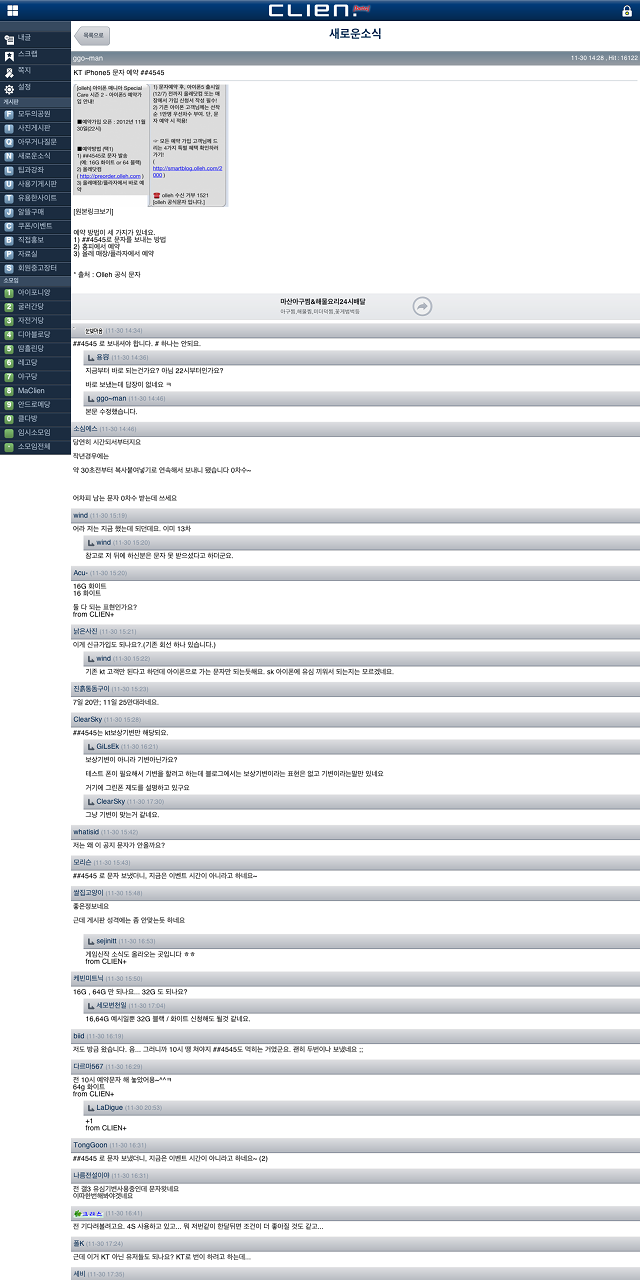 CLIEN.
목록으로
새로운소식
내글
스크랩
쪽지
설정
게시판
F 모두의공원
I 사진게시판
Q 아무거나질문
N 새로운소식
L 팁과강좌
U 사용기게시판
T 유용한사이트
J 알뜰구매
C 쿠폰/이벤트
B 직접홍보
P 자료실
S 회원중고장터
소모임
1 아이포니앙
2 굴러간당
3 자전거당
4 디아블로당
5 땀흘린당
6 레고당
7 야구당
8 MaClien
9 안드로메당
0 클다방
임시소모임
소모임전체
ggo-man
11-30 14:28 , Hit : 16122
KT iPhone5 문자 예약 ##4545
[olleh] 아이폰 매니아 Special Care 시즌 2 - 아이폰5 예약가입 안내!
■예약가입 오픈 : 2012년 11월 30일(22시)
■예약방법 (택1)
1) ##4545로 문자 발송
(예: 16G 화이트 or 64 블랙)
2) 올레닷컴
( http://preorder.olleh.com )
3) 올레매장/플라자에서 바로 예약
1) 문자예약 후, 아이폰5 출시일(12/7) 전까지 올레닷컴 또는 매장에서 가입 신청서 작성 필수!
2) 기존 아이폰 고객님께는 선착순 1만명 우선차수 부여. 단, 문자 예약 시 적용!
☞ 모든 예약 가입 고객님께 드리는 4가지 특별 혜택 확인하러 가기!
( http://smartblog.olleh.com/2000 )
☎ olleh 수신 거부 1521
[olleh 공식문자 입니다.]
[원본링크보기]
예약 방법이 세 가지가 있네요.
1) ##4545로 문자를 보내는 방법
2) 홈피에서 예약
3) 올레 매장/플라자에서 예약
* 출처 : Olleh 공식 문자
마산아구찜&해물요리24시배달
아구찜,해물찜,미더덕찜,꽃게범벅등
(11-30 14:34)
##4545 로 보내셔야 합니다. # 하나는 안되요.
용皿 (11-30 14:36)
지금부터 바로 되는건가요? 아님 22시부터인가요?
바로 보냈는데 답장이 없네요 ㅋ
ggo-man (11-30 14:46)
본문 수정했습니다.
소심에스 (11-30 14:46)
당연히 시간되서부터지요
작년경우에는
약 30초전부터 복사붙여넣기로 연속해서 보내니 됐습니다 0차수~
어차피 남는 문자 0차수 받는데 쓰세요
wind (11-30 15:19)
어라 저는 지금 했는데 되던데요. 이미 13차
wind (11-30 15:20)
참고로 저 뒤에 하신분은 문자 못 받으셨다고 하더군요.
Acu- (11-30 15:20)
16G 화이트
16 화이트
둘 다 되는 표현인가요?
from CLIEN+
낡은사진 (11-30 15:21)
이게 신규가입도 되나요?.(기존 회선 하나 있습니다.)
wind (11-30 15:22)
기존 kt 고객만 된다고 하던데 아이폰으로 가는 문자만 되는듯해요. sk 아이폰에 유심 끼워서 되는지는 모르겠네요.
진흙퉁퉁구이 (11-30 15:23)
7일 20만; 11일 25만대라네요.
ClearSky (11-30 15:28)
##4545는 kt보상기변만 해당되요.
GiLsEk (11-30 16:21)
보상기변이 아니라 기변아닌가요?
테스트 폰이 필요해서 기변을 할려고 하는데 블로그에서는 보상기변이라는 표현은 없고 기변이라는말만 있네요
거기에 그린폰 제도를 설명하고 있구요
ClearSky (11-30 17:30)
그냥 기변이 맞는거 같네요.
whatisid (11-30 15:42)
저는 왜 이 공지 문자가 안올까요?
모리슨 (11-30 15:43)
##4545 로 문자 보냈더니, 지금은 이벤트 시간이 아니라고 하네요~
쌀집고양이 (11-30 15:48)
좋은정보네요
근데 게시판 성격에는 좀 안맞는듯 하네요
sejinitt (11-30 16:53)
게임신작 소식도 올라오는 곳입니다 ㅎㅎ
from CLIEN+
케빈미트닉 (11-30 15:50)
16G , 64G 만 되나요... 32G 도 되나요?
세모변천일 (11-30 17:04)
16,64G 예시일뿐 32G 블랙 / 화이트 신청해도 될것 같네요.
biid (11-30 16:19)
저도 방금 왔습니다. 음... 그러니까 10시 땡 쳐야지 ##4545도 먹히는 거였군요. 괜히 두번이나 보냈네요 ;;
다르미567 (11-30 16:29)
전 10시 예약문자 해 놓았어용~^^ㅋ
64g 화이트
from CLIEN+
LaDigue (11-30 20:53)
+1
from CLIEN+
TongGoon (11-30 16:31)
##4545 로 문자 보냈더니, 지금은 이벤트 시간이 아니라고 하네요~ (2)
나름전설이야 (11-30 16:31)
전 갤3 유심기변사용중인데 문자왓네요
이따한번해봐야겟네요
(11-30 16:41)
전 기다려볼려고요. 4S 사용하고 있고... 뭐 저번같이 한달뒤면 조건이 더 좋아질 것도 같고...
폴K (11-30 17:24)
근데 이거 KT 아닌 유저들도 되나요? KT로 번이 하려고 하는데...
세비 (11-30 17:35)